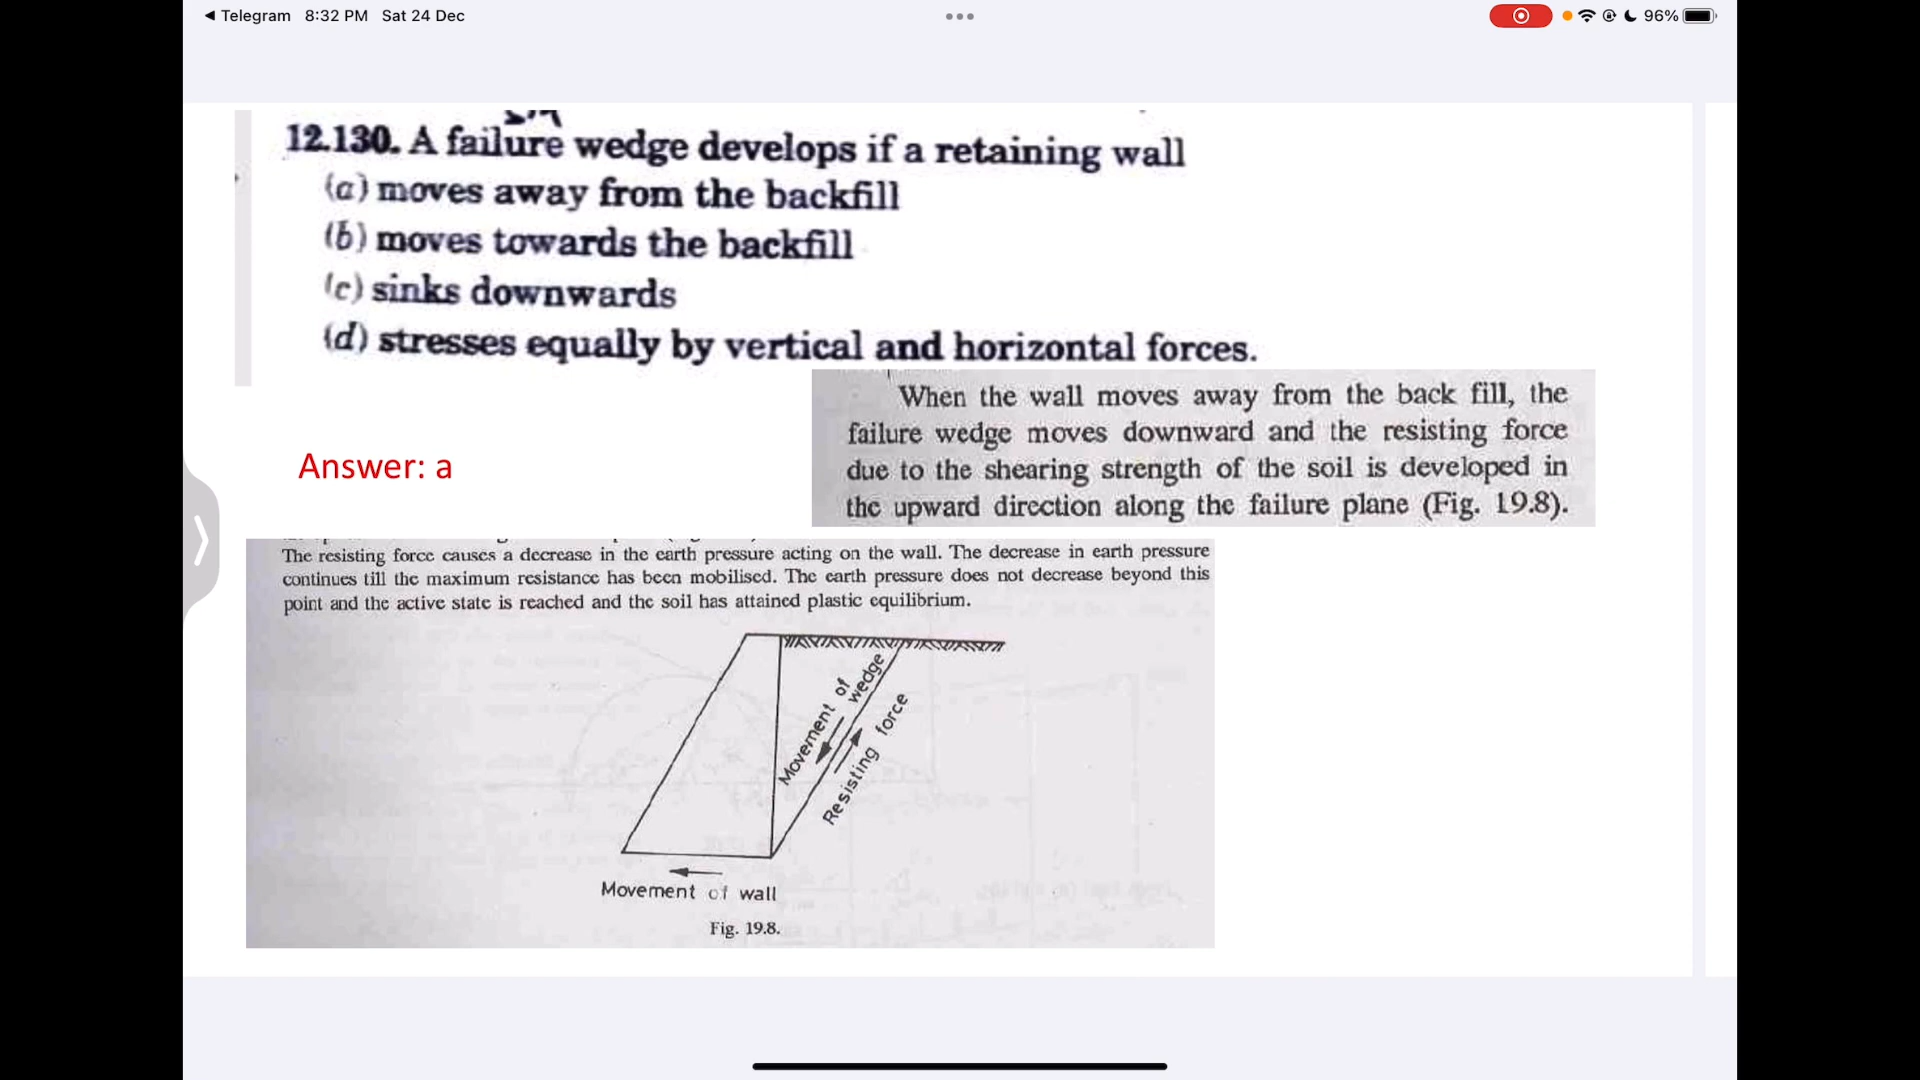 Telegram 8:32 PM Sat 24 Dec
96%
12.130. A failure wedge develops if a retaining wall
(a) moves away from the backfill
(b) moves towards the backfill
(c) sinks downwards
(d) stresses equally by vertical and horizontal forces.
When the wall moves away from the back fill, the
failure wedge moves downward and the resisting force
due to the shearing strength of the soil is developed in
the upward direction along the failure plane (Fig. 19.8).
Answer: a
The resisting force causes a decrease in the earth pressure acting on the wall. The decrease in earth pressure
continues till the maximum resistance has been mobilised. The earth pressure does not decrease beyond this
point and the active state is reached and the soil has attained plastic equilibrium.
Movement of
wedge
Resisting force
Movement of wall
Fig. 19.8.